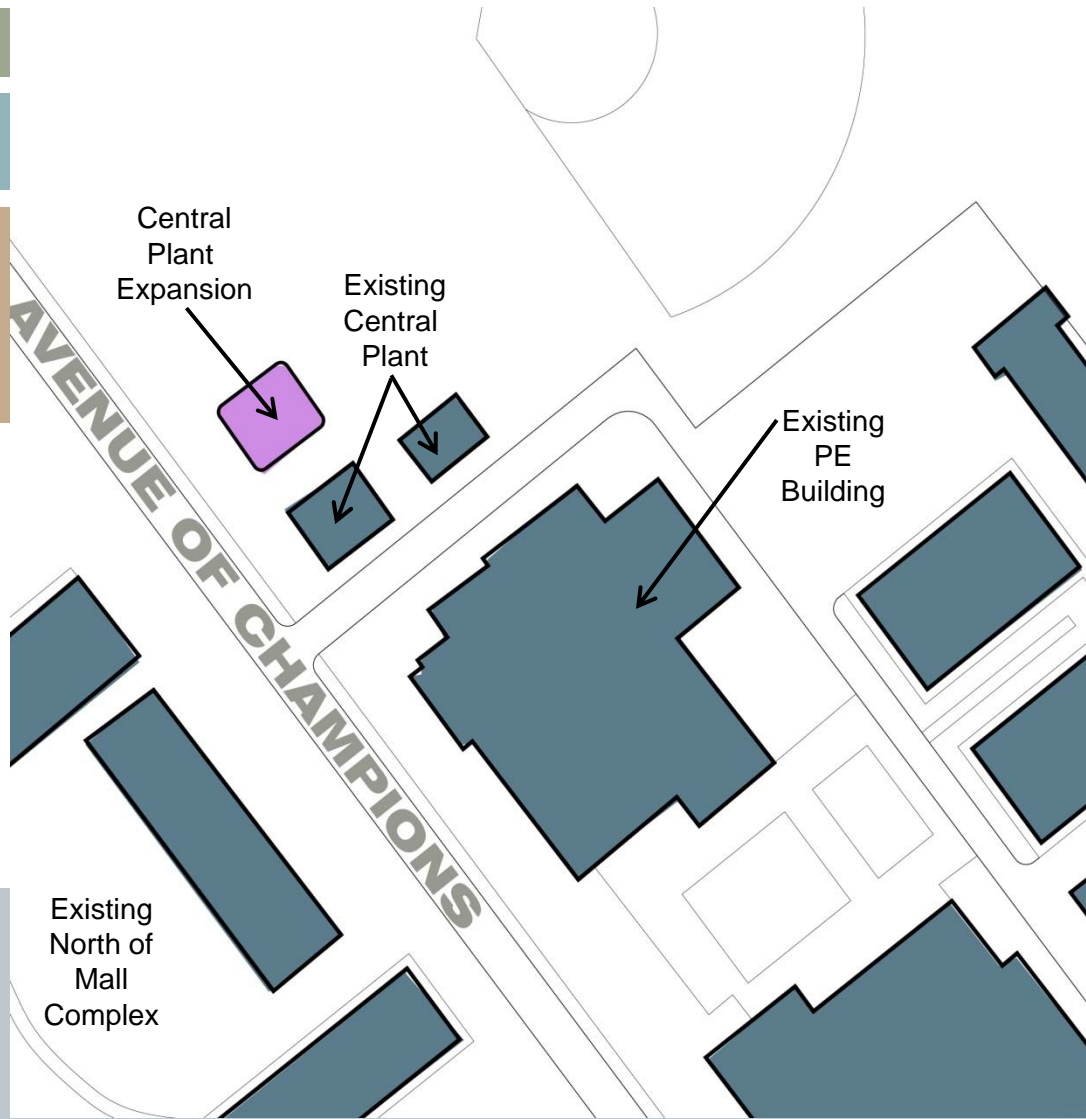 Central
Plant
Expansion
Existing
Central
Plant
AVENUE OF CHAMPIONS
Existing
PE
Building
Existing
North of
Mall
Complex